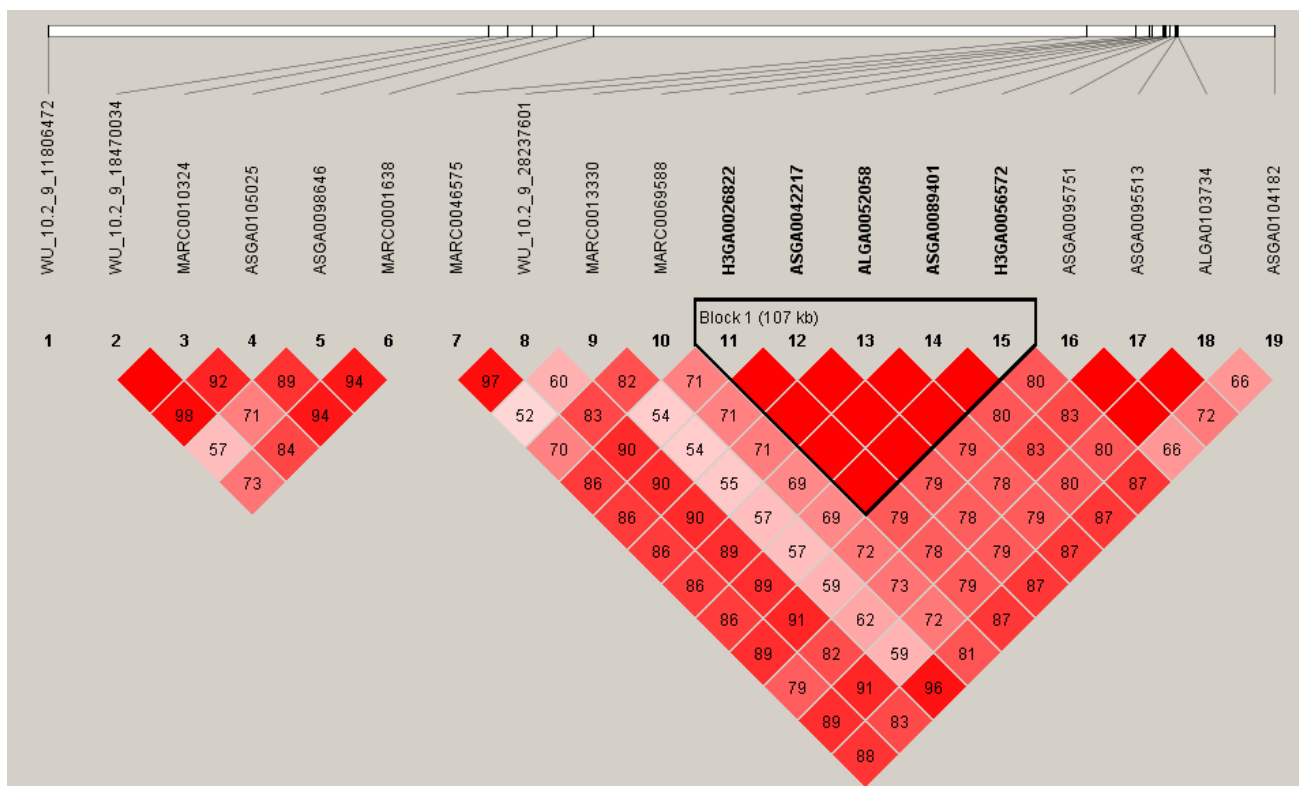 WU_10.2_9_11806472
WU_10.2_9_18470034
MARC0010324
ASGA0105025
ASGA0098646
MARC0001638
MARC0046575
WU_10.2_9_28237601
MARC0013330
MARC0069588
H3GA0026822
ASGA0042217
ALGA0052058
ASGA0089401
H3GA0056572
ASGA0095751
ASGA0095513
ALGA0103734
ASGA0104182
Block 1 (107 kb)
1 2 3 4 5 6 7 8 9 10 11 12 13 14 15 16 17 18 19
92 89 94 97 60 82 71 80 66
98 71 94 52 83 54 71 80 83 72
57 84 70 90 54 71 79 83 80 66
73 86 90 55 69 79 78 80 87
86 90 57 69 79 78 79 87
86 89 57 72 78 79 87
86 89 59 73 79 87
86 91 62 72 87
89 82 59 81
79 91 96
89 83
88